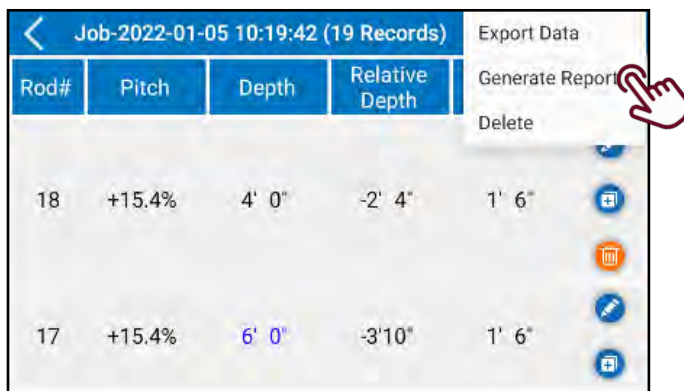 Job-2022-01-05 10:19:42 (19 Records)
Export Data
Generate Report
Delete
Rod#
Pitch
Depth
Relative
Depth
18 +15.4% 4' 0" -2' 4" 1' 6"
17 +15.4% 6' 0" -3'10" 1' 6"